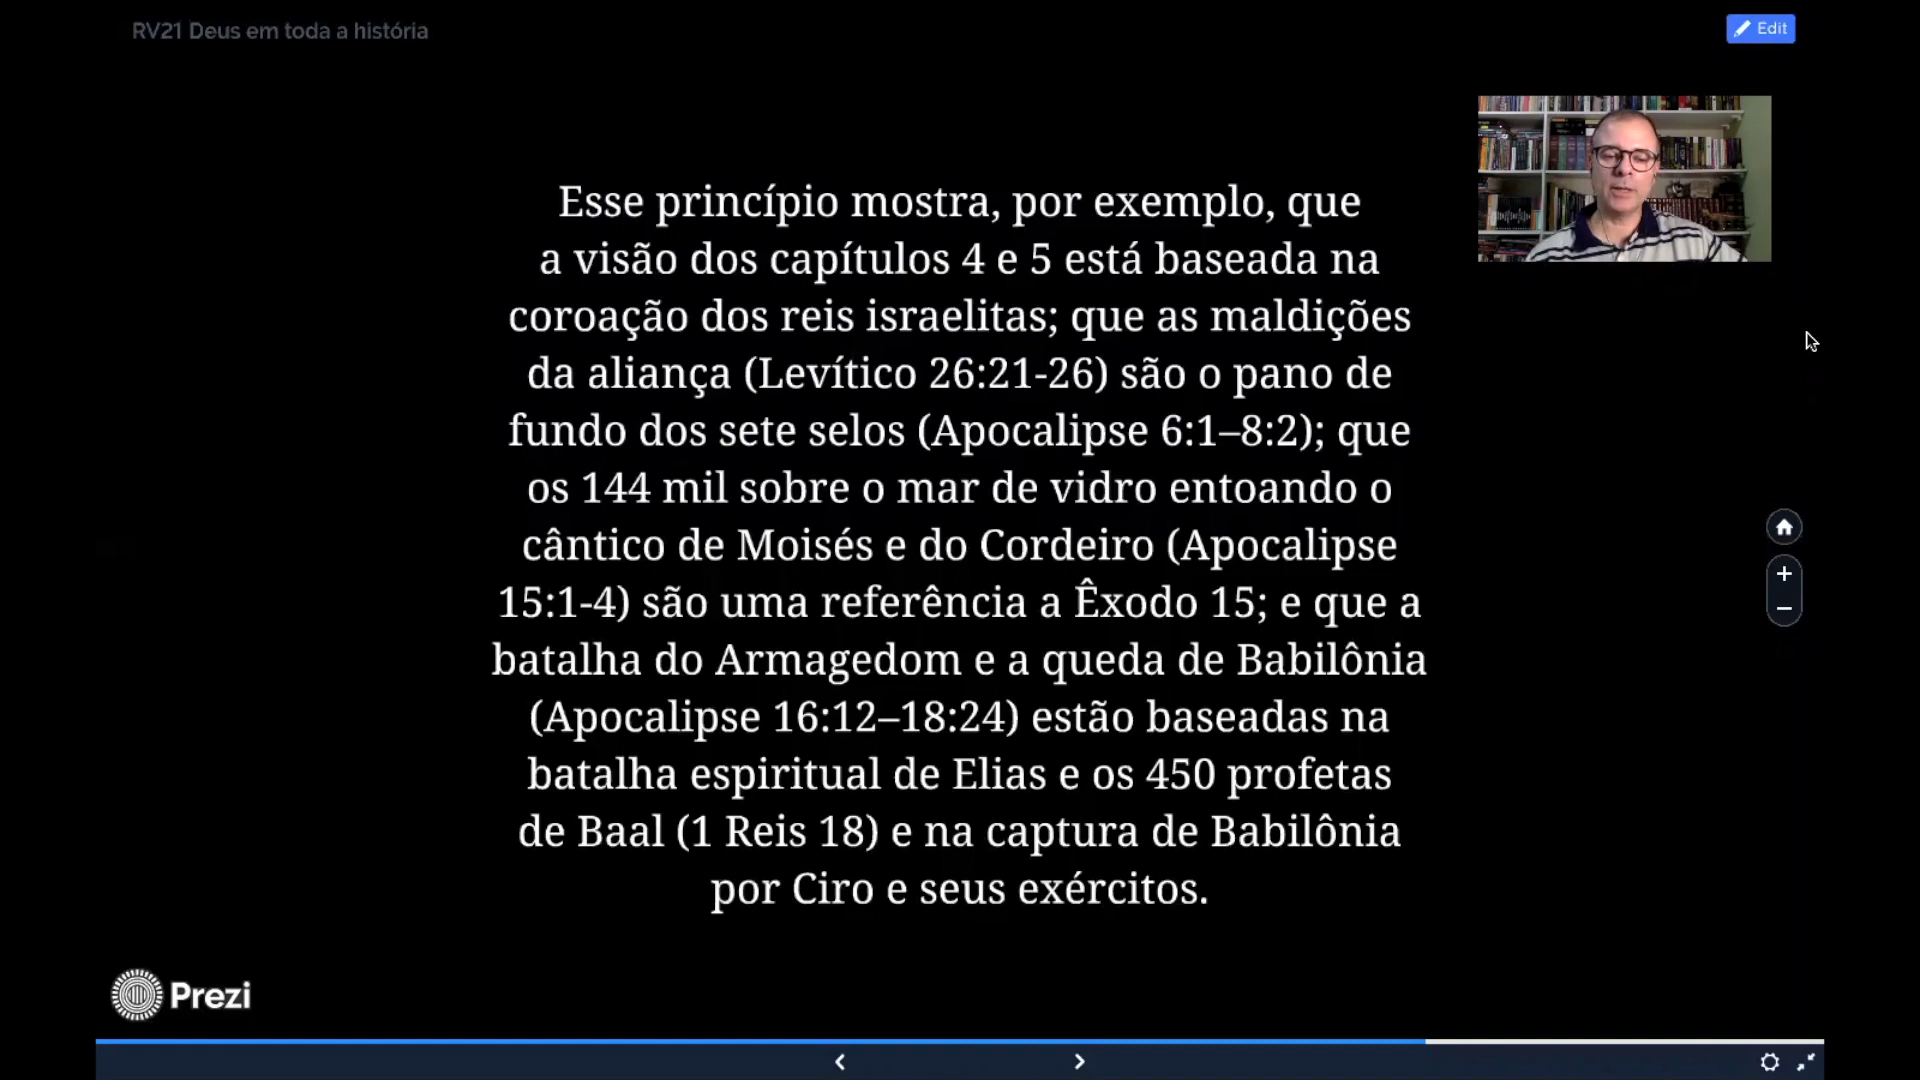 RV21 Deus em toda a história
Edit
Esse princípio mostra, por exemplo, que
a visão dos capítulos 4 e 5 está baseada na
coroação dos reis israelitas; que as maldições
da aliança (Levítico 26:21-26) são o pano de
fundo dos sete selos (Apocalipse 6:1–8:2); que
os 144 mil sobre o mar de vidro entoando o
cântico de Moisés e do Cordeiro (Apocalipse
15:1-4) são uma referência a Êxodo 15; e que a
batalha do Armagedom e a queda de Babilônia
(Apocalipse 16:12–18:24) estão baseadas na
batalha espiritual de Elias e os 450 profetas
de Baal (1 Reis 18) e na captura de Babilônia
por Ciro e seus exércitos.
Prezi